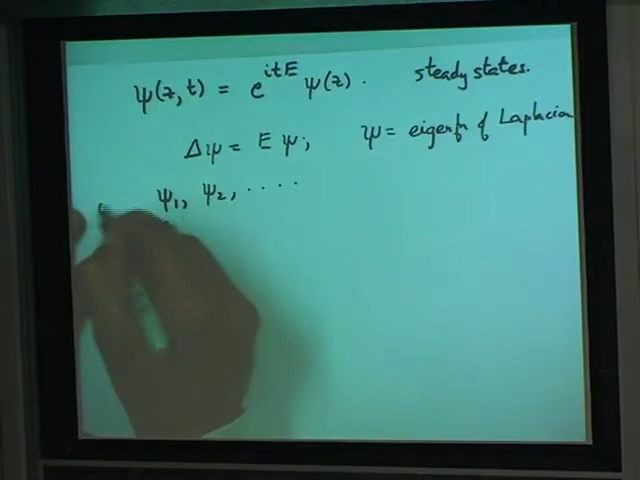 ψ(z,t) = e^{itE} ψ(z). steady states.
Δψ = E ψ; ψ = eigenfn of Laplacian
ψ₁, ψ₂, ....